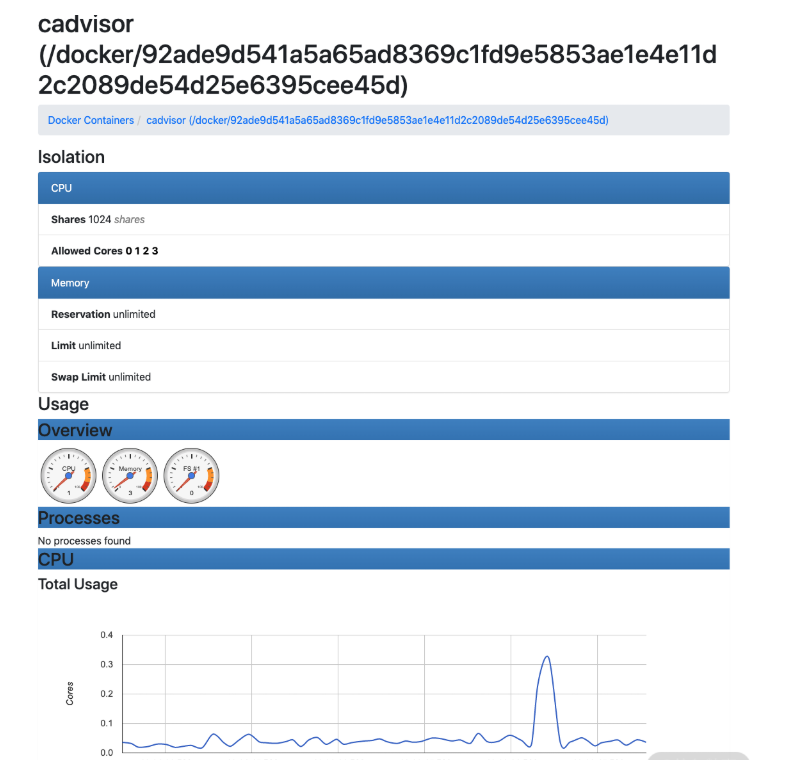 cadvisor
(/docker/92ade9d541a5a65ad8369c1fd9e5853ae1e4e11d
2c2089de54d25e6395cee45d)
Docker Containers / cadvisor (/docker/92ade9d541a5a65ad8369c1fd9e5853ae1e4e11d2c2089de54d25e6395cee45d)
Isolation
CPU
Shares 1024 shares
Allowed Cores 0 1 2 3
Memory
Reservation unlimited
Limit unlimited
Swap Limit unlimited
Usage
Overview
CPU Memory FS #1
1 3 0
Processes
No processes found
CPU
Total Usage
0.4
0.3
Cores
0.2
0.1
0.0